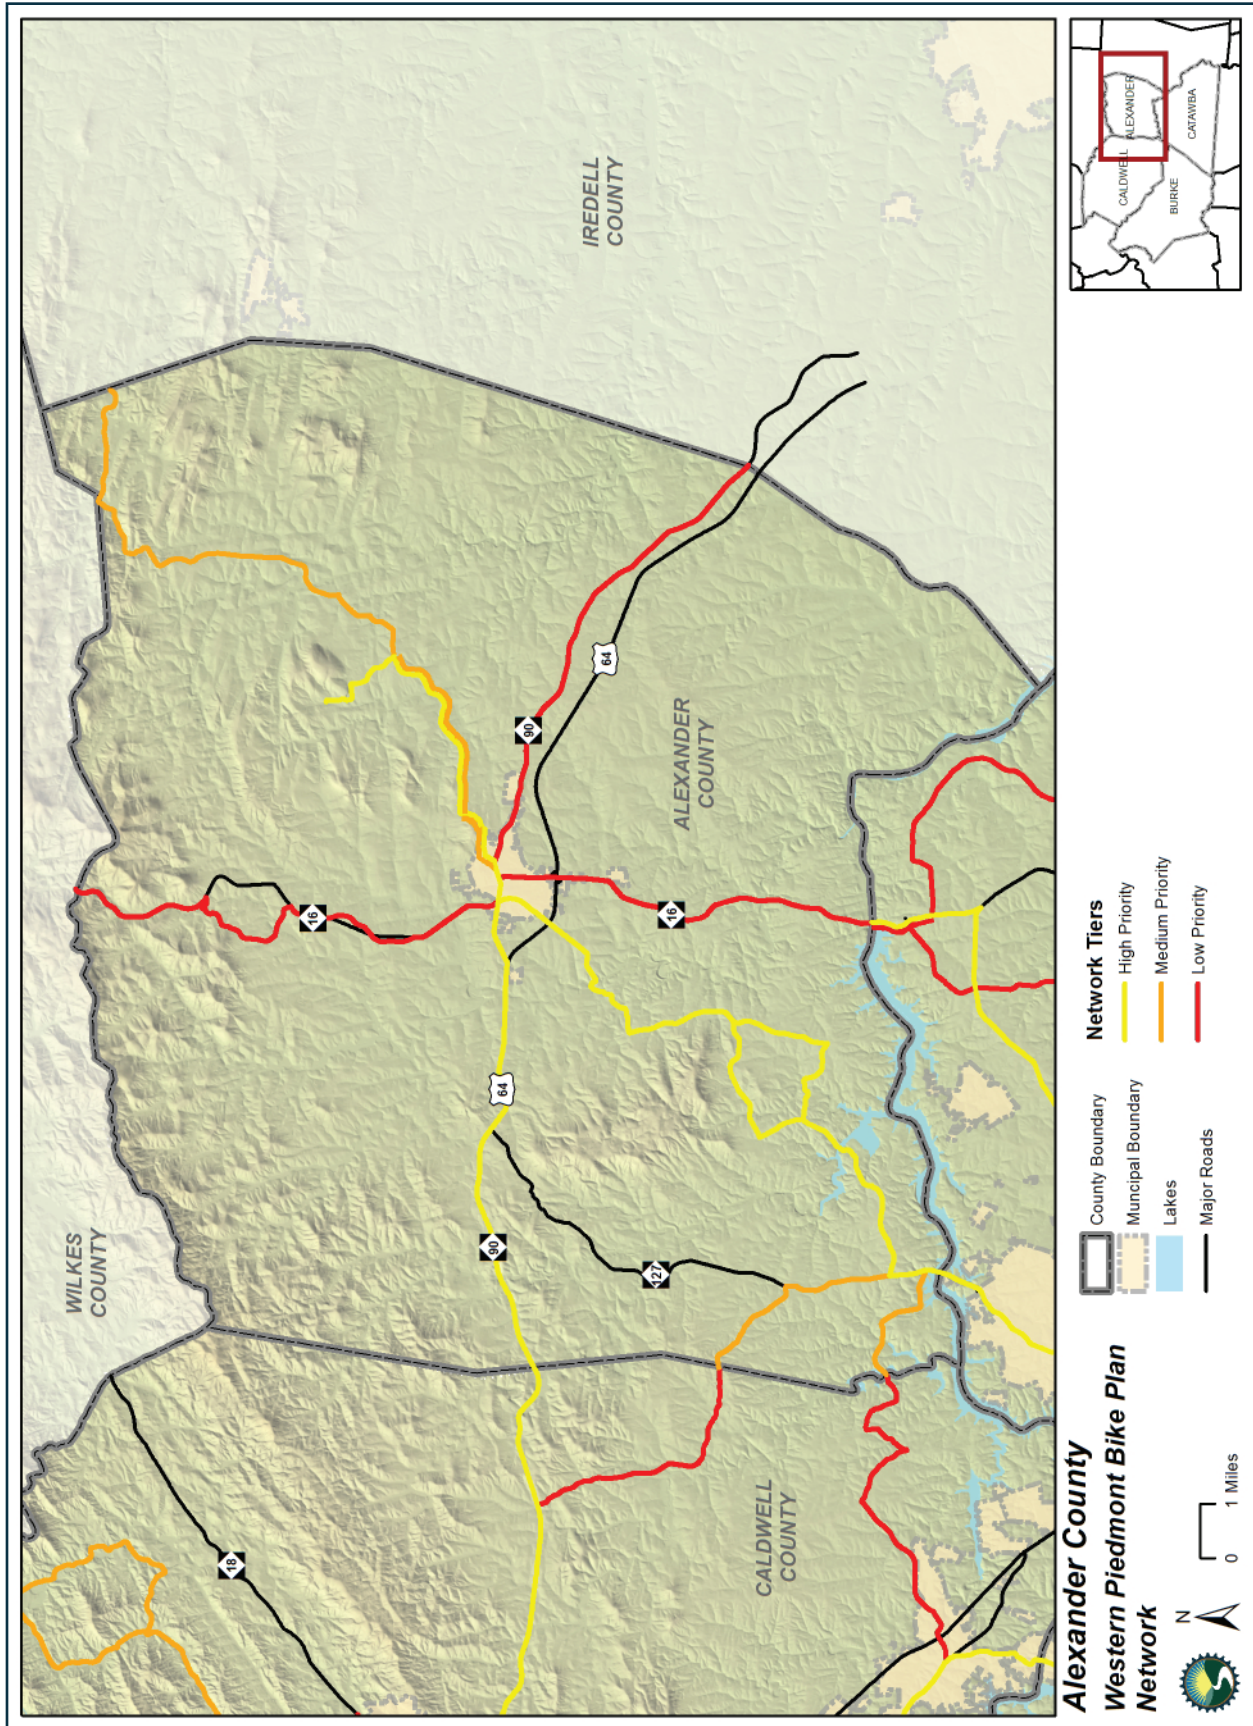 WILKES
COUNTY
IREDELL
COUNTY
ALEXANDER
COUNTY
CALDWELL
COUNTY
18
90
64
127
16
16
90
64
Alexander County
Western Piedmont Bike Plan
Network
N
0 1 Miles
County Boundary
Muncipal Boundary
Lakes
Major Roads
Network Tiers
High Priority
Medium Priority
Low Priority
CALDWELL
ALEXANDER
BURKE
CATAWBA